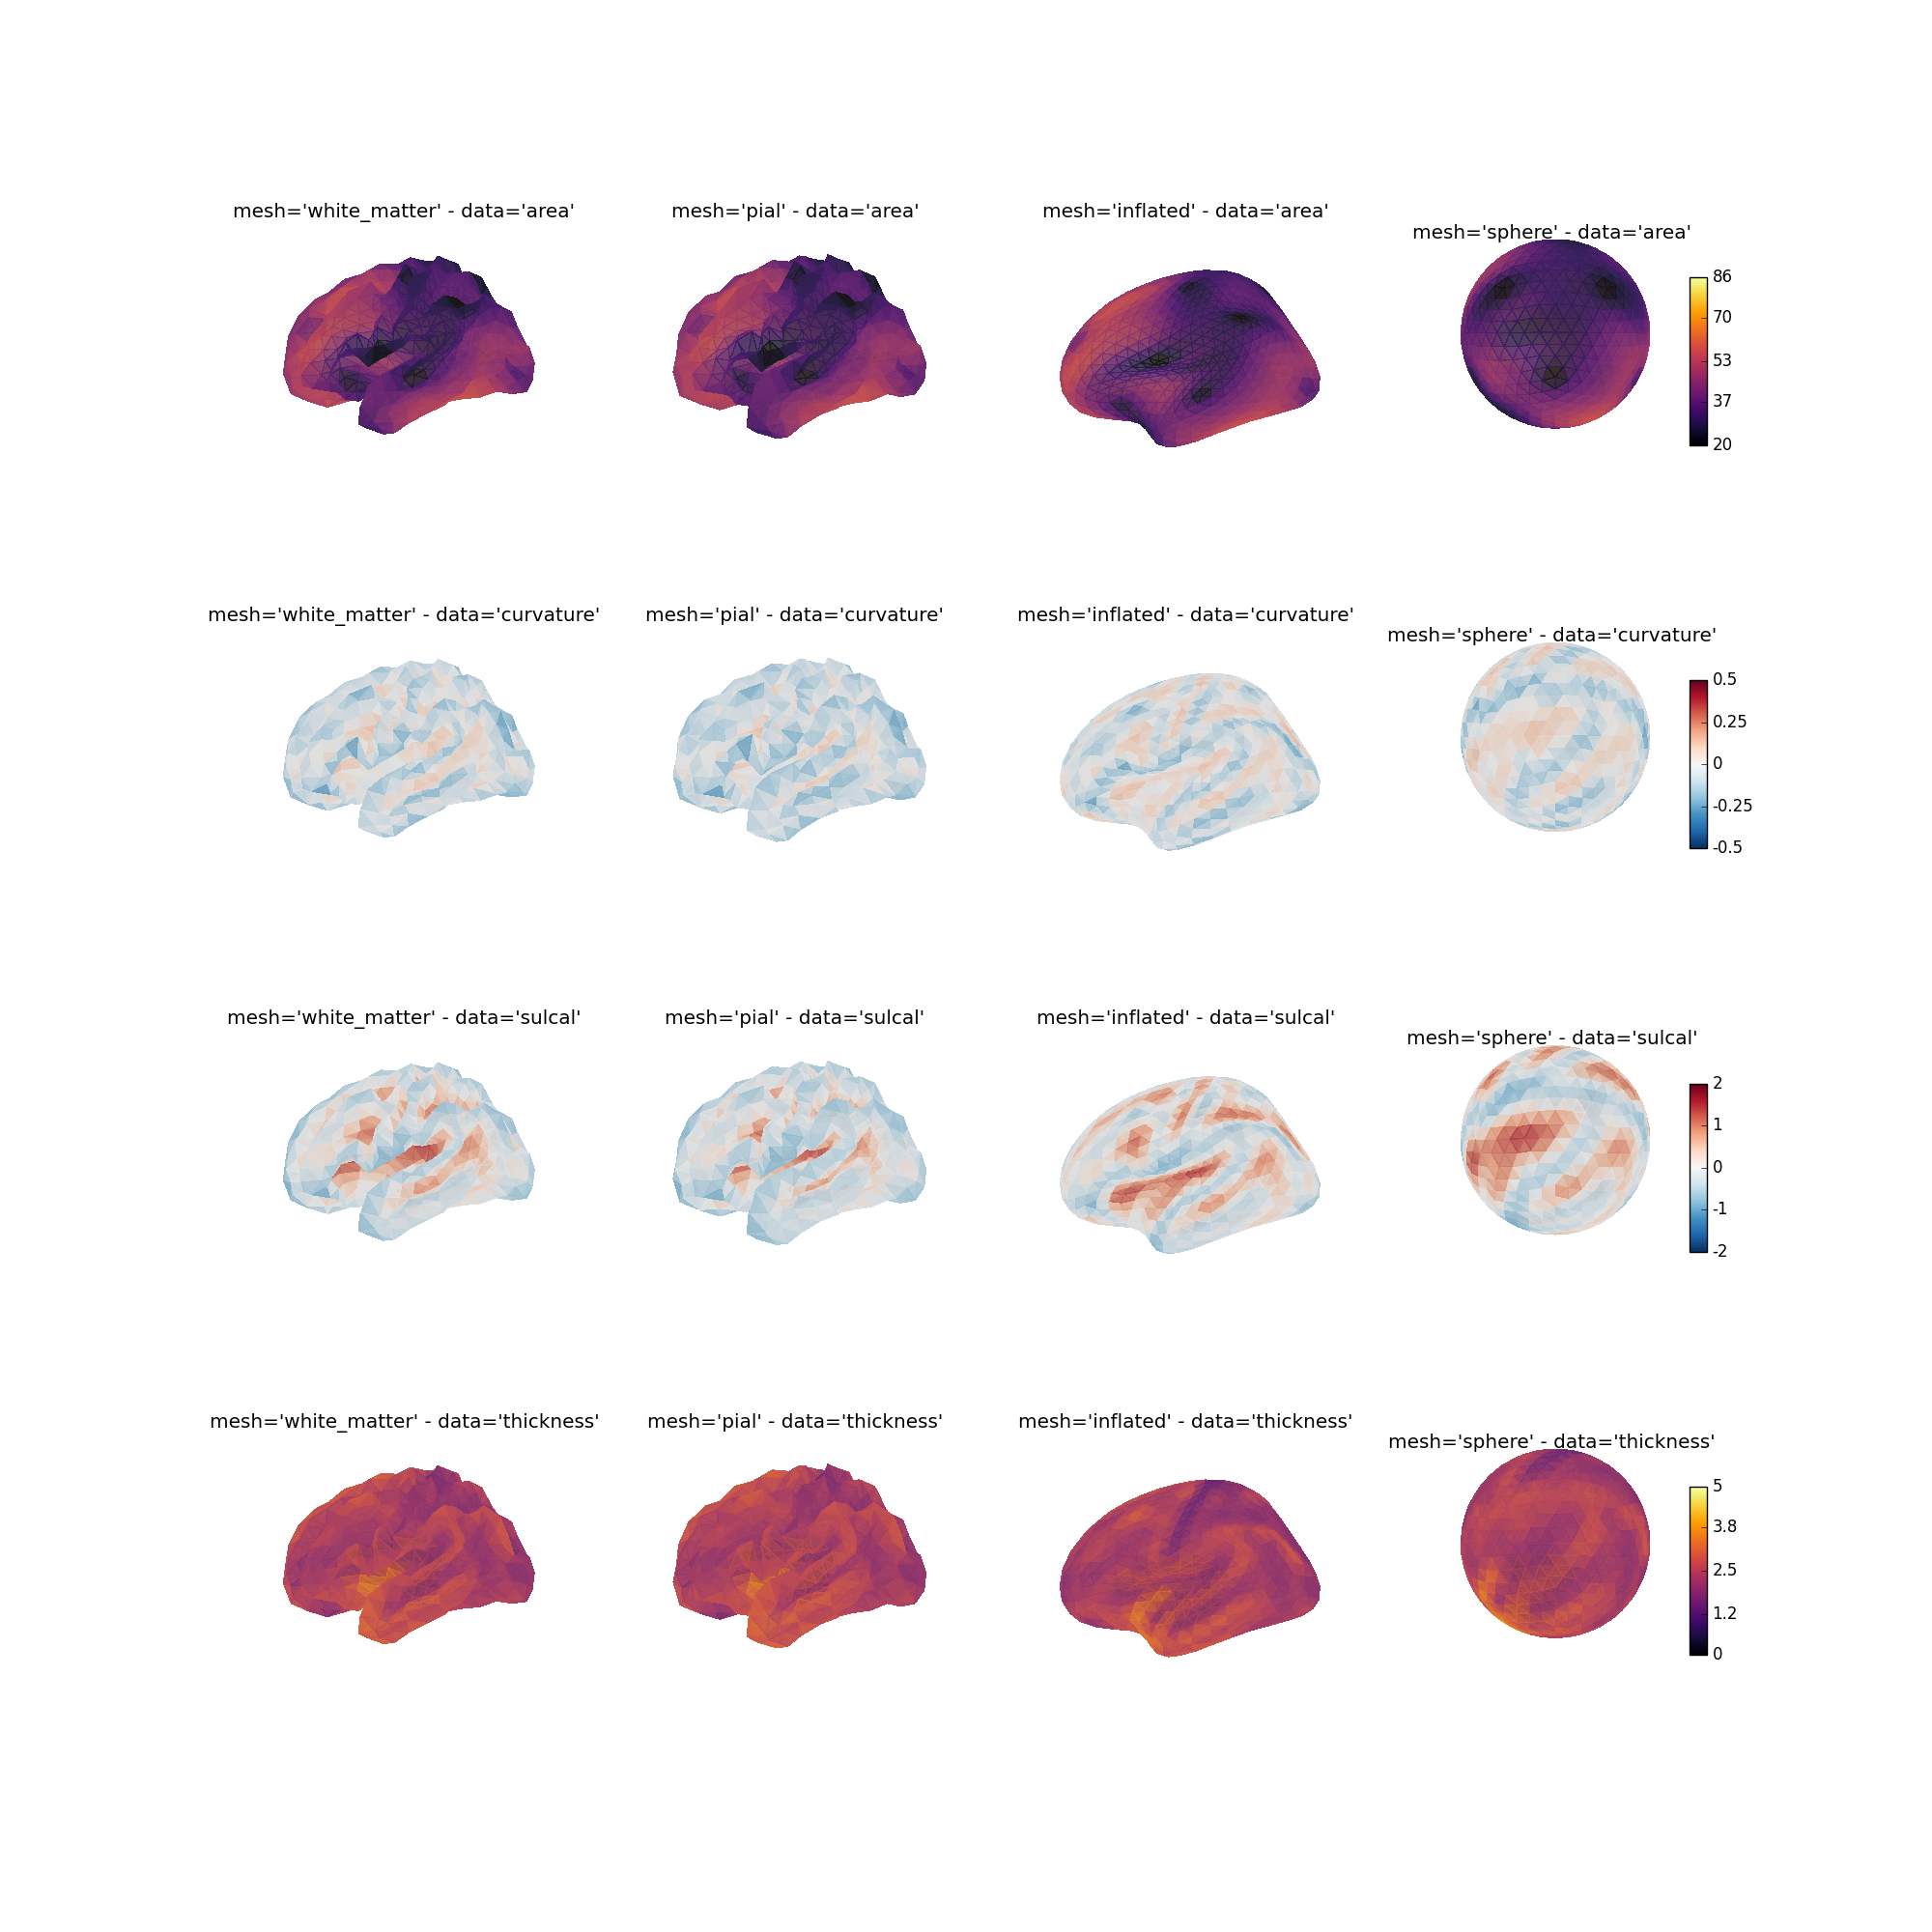 mesh='white_matter' - data='area'
mesh='pial' - data='area'
mesh='inflated' - data='area'
mesh='sphere' - data='area'
86
70
53
37
20
mesh='white_matter' - data='curvature'
mesh='pial' - data='curvature'
mesh='inflated' - data='curvature'
mesh='sphere' - data='curvature'
0.5
0.25
0
-0.25
-0.5
mesh='white_matter' - data='sulcal'
mesh='pial' - data='sulcal'
mesh='inflated' - data='sulcal'
mesh='sphere' - data='sulcal'
2
1
0
-1
-2
mesh='white_matter' - data='thickness'
mesh='pial' - data='thickness'
mesh='inflated' - data='thickness'
mesh='sphere' - data='thickness'
5
3.8
2.5
1.2
0